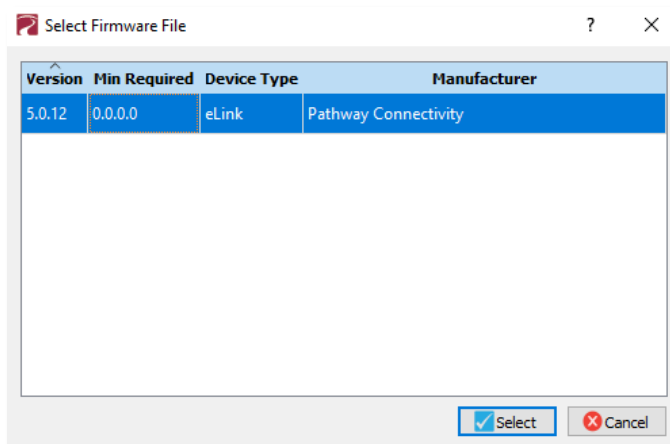 Select Firmware File ?
Version Min Required Device Type Manufacturer
5.0.12 0.0.0.0 eLink Pathway Connectivity
Select Cancel